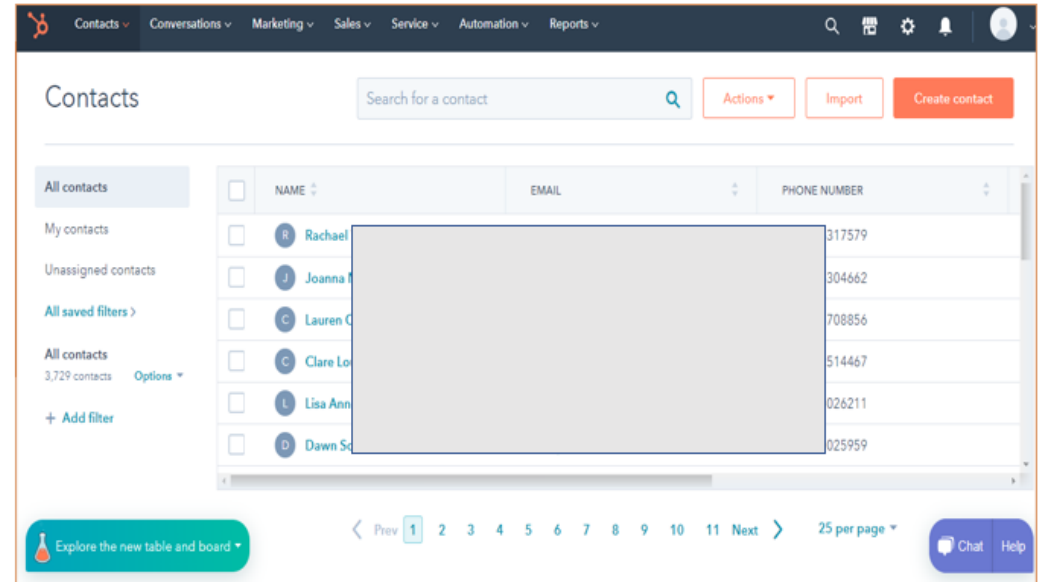 Contacts Conversations Marketing Sales Service Automation Reports
Contacts
Search for a contact
Actions
Import
Create contact
All contacts
My contacts
Unassigned contacts
All saved filters
All contacts
3,729 contacts Options
+ Add filter
NAME EMAIL PHONE NUMBER
R Rachael 317579
J Joanna 304662
C Lauren 708856
C Clare 514467
L Lisa Ann 026211
D Dawn 025959
Prev 1 2 3 4 5 6 7 8 9 10 11 Next
25 per page
Explore the new table and board
Chat Help